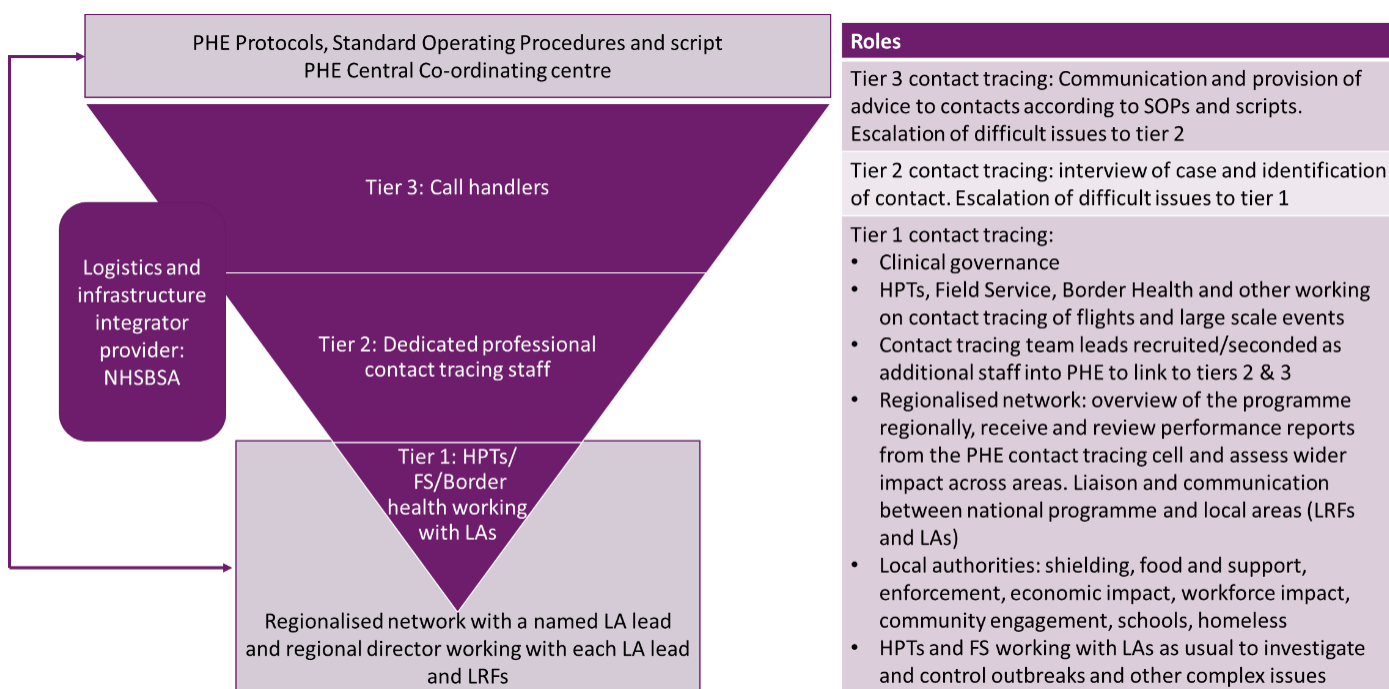 PHE Protocols, Standard Operating Procedures and script
PHE Central Co-ordinating centre
Tier 3: Call handlers
Logistics and
infrastructure
integrator
provider:
NHSBSA
Tier 2: Dedicated professional
contact tracing staff
Tier 1: HPTs/
FS/Border
health working
with LAs
Regionalised network with a named LA lead
and regional director working with each LA lead
and LRFs
Roles
Tier 3 contact tracing: Communication and provision of
advice to contacts according to SOPs and scripts.
Escalation of difficult issues to tier 2
Tier 2 contact tracing: interview of case and identification
of contact. Escalation of difficult issues to tier 1
Tier 1 contact tracing:
• Clinical governance
• HPTs, Field Service, Border Health and other working
on contact tracing of flights and large scale events
• Contact tracing team leads recruited/seconded as
additional staff into PHE to link to tiers 2 & 3
• Regionalised network: overview of the programme
regionally, receive and review performance reports
from the PHE contact tracing cell and assess wider
impact across areas. Liaison and communication
between national programme and local areas (LRFs
and LAs)
• Local authorities: shielding, food and support,
enforcement, economic impact, workforce impact,
community engagement, schools, homeless
• HPTs and FS working with LAs as usual to investigate
and control outbreaks and other complex issues